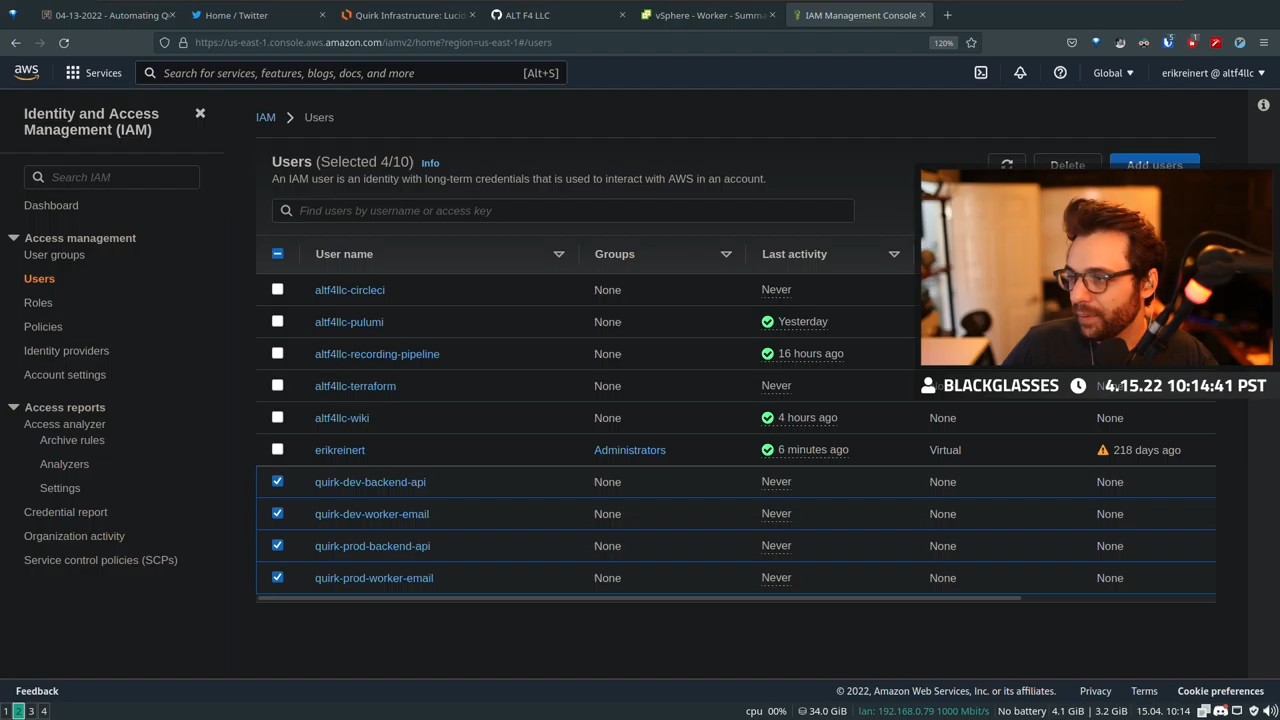 04-13-2022 - Automating Qu
Home / Twitter
Quirk Infrastructure: Lucid
ALT F4 LLC
vSphere - Worker - Summa
IAM Management Console
https://us-east-1.console.aws.amazon.com/iamv2/home?region=us-east-1#/users
120%
aws
Services
Search for services, features, blogs, docs, and more
[Alt+S]
Global
erikreinert @ altf4llc
Identity and Access
Management (IAM)
Search IAM
Dashboard
Access management
User groups
Users
Roles
Policies
Identity providers
Account settings
Access reports
Access analyzer
Archive rules
Analyzers
Settings
Credential report
Organization activity
Service control policies (SCPs)
IAM
Users
Users (Selected 4/10)
Info
Delete
Add users
An IAM user is an identity with long-term credentials that is used to interact with AWS in an account.
Find users by username or access key
User name
Groups
Last activity
altf4llc-circleci
None
Never
altf4llc-pulumi
None
Yesterday
altf4llc-recording-pipeline
None
16 hours ago
altf4llc-terraform
None
Never
BLACKGLASSES
4.15.22 10:14:41 PST
altf4llc-wiki
None
4 hours ago
None
None
erikreinert
Administrators
6 minutes ago
Virtual
218 days ago
quirk-dev-backend-api
None
Never
None
None
quirk-dev-worker-email
None
Never
None
None
quirk-prod-backend-api
None
Never
None
None
quirk-prod-worker-email
None
Never
None
None
Feedback
© 2022, Amazon Web Services, Inc. or its affiliates.
Privacy
Terms
Cookie preferences
1 2 3 4
cpu 00%
34.0 GiB
lan: 192.168.0.79 1000 Mbit/s
No battery
4.1 GiB | 3.2 GiB
15.04. 10:14